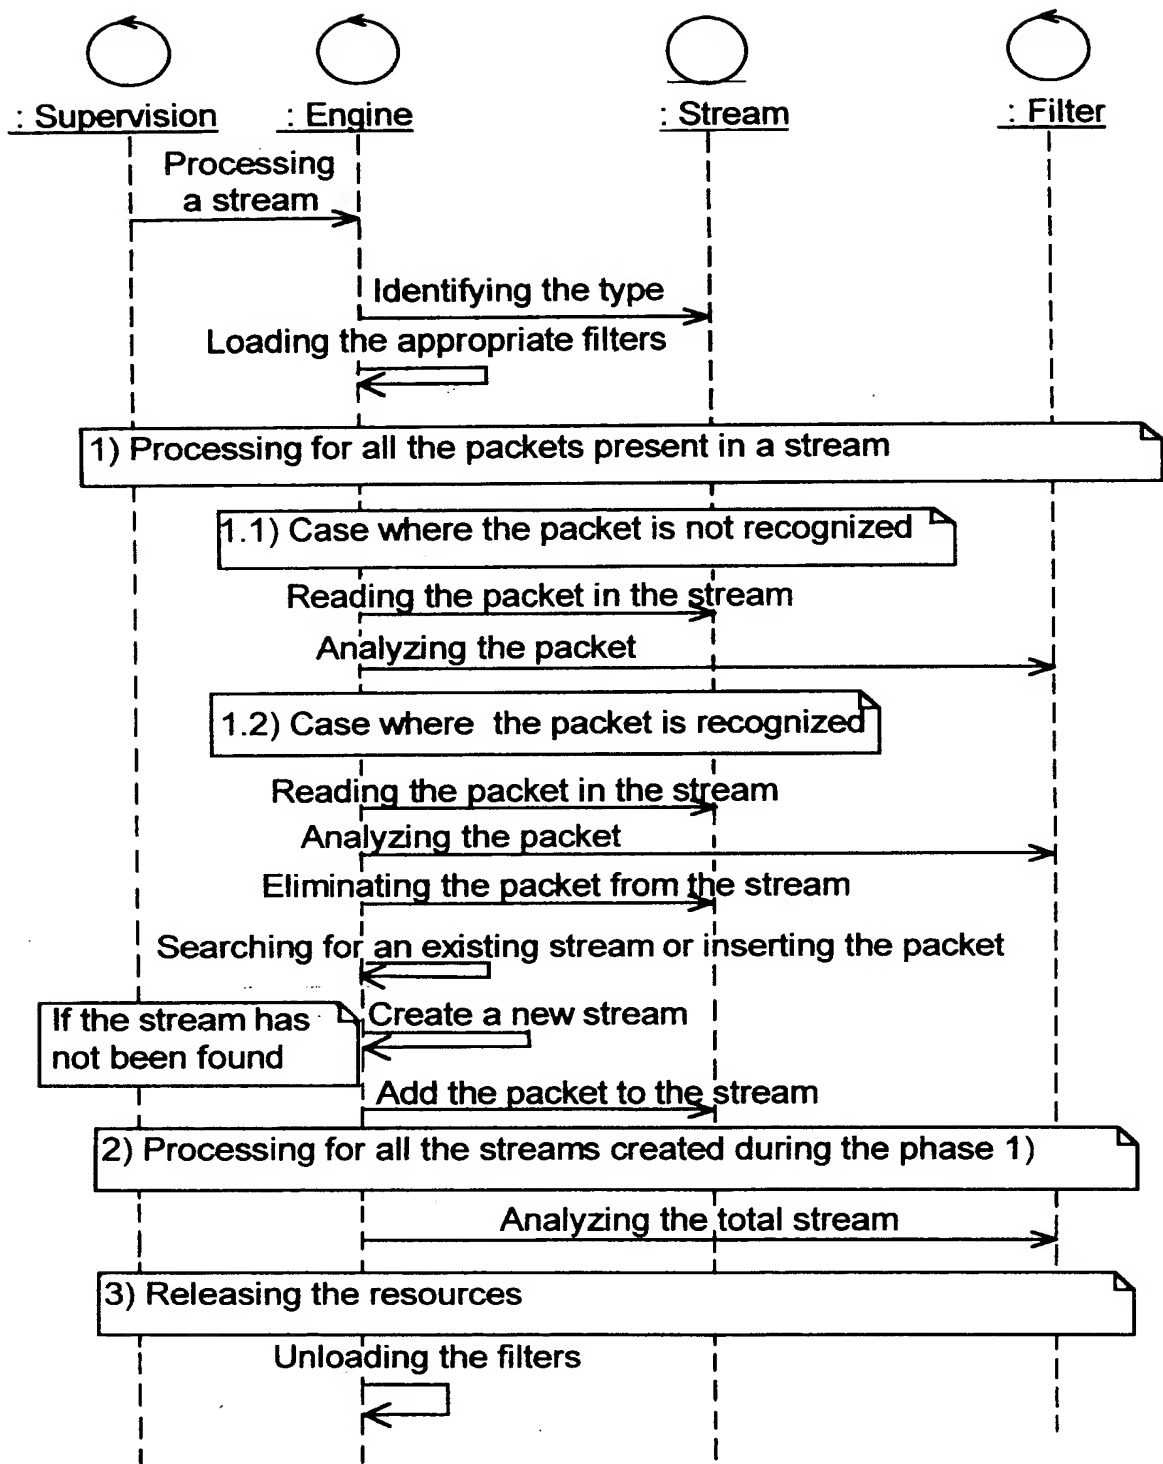 : Supervision
: Engine
: Stream
: Filter
Processing
a stream
Identifying the type
Loading the appropriate filters
1) Processing for all the packets present in a stream
1.1) Case where the packet is not recognized
Reading the packet in the stream
Analyzing the packet
1.2) Case where the packet is recognized
Reading the packet in the stream
Analyzing the packet
Eliminating the packet from the stream
Searching for an existing stream or inserting the packet
If the stream has
not been found
Create a new stream
Add the packet to the stream
2) Processing for all the streams created during the phase 1)
Analyzing the total stream
3) Releasing the resources
Unloading the filters